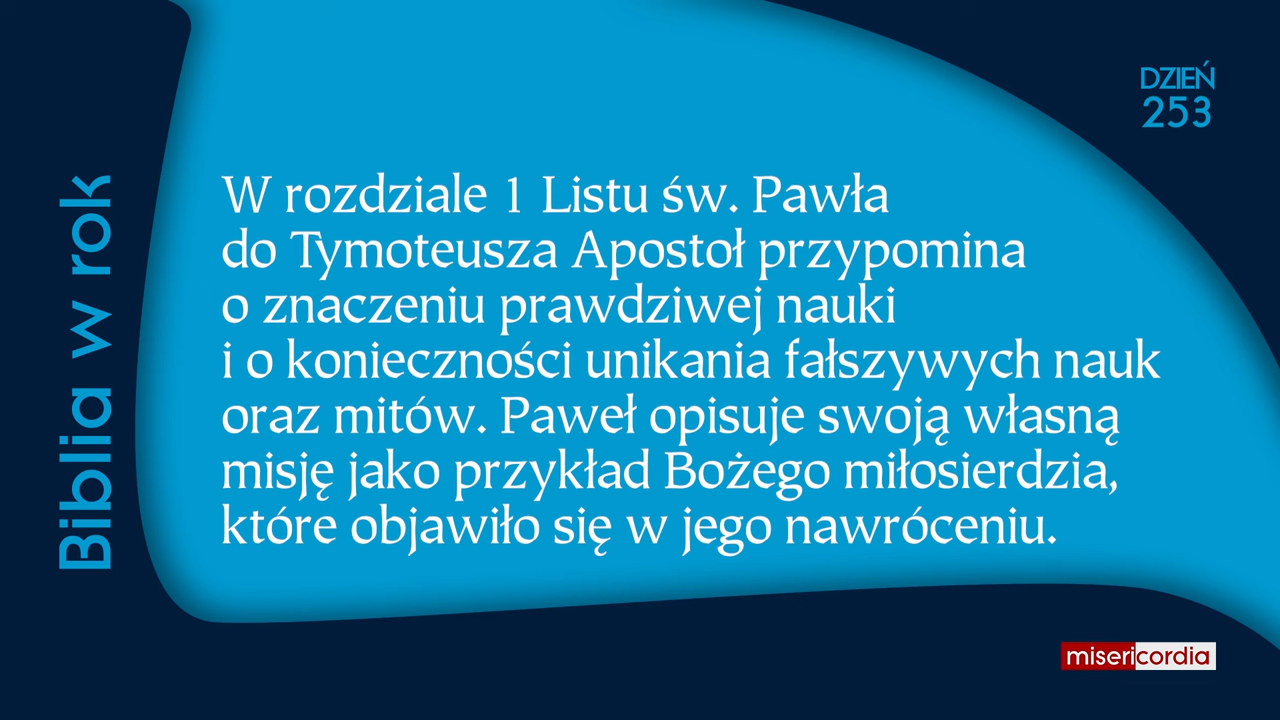 DZIEŃ
253
Biblia w rok
W rozdziale 1 Listu św. Pawła
do Tymoteusza Apostoł przypomina
o znaczeniu prawdziwej nauki
i o konieczności unikania fałszywych nauk
oraz mitów. Paweł opisuje swoją własną
misję jako przykład Bożego miłosierdzia,
które objawiło się w jego nawróceniu.
misericordia